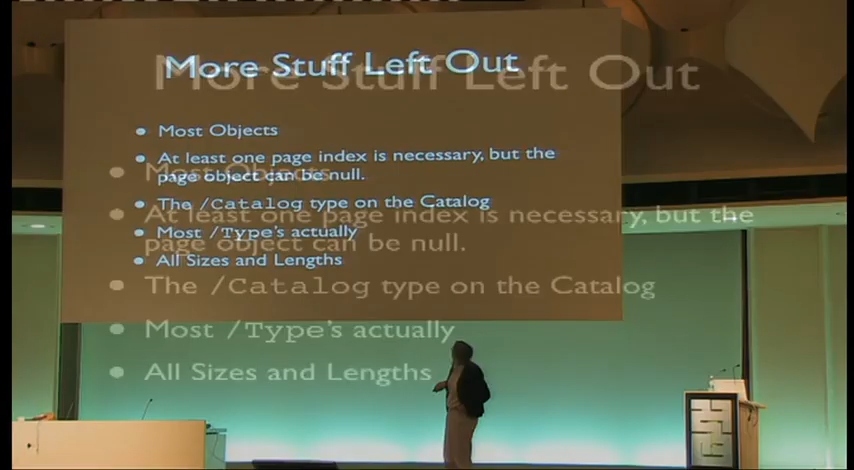 More Stuff Left Out
• Most Objects
• At least one page index is necessary, but the
page object can be null.
• The /Catalog type on the Catalog
• Most /Type's actually
• All Sizes and Lengths
More Stuff Left Out
• Most Objects
• At least one page index is necessary, but the
page object can be null.
• The /Catalog type on the Catalog
• Most /Type's actually
• All Sizes and Lengths